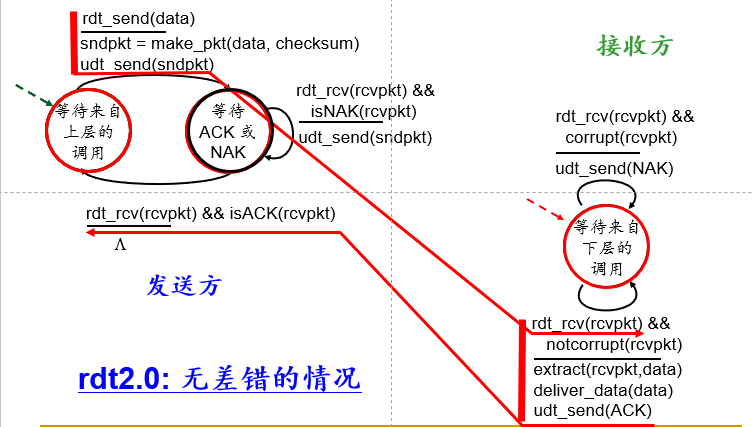 rdt_send(data)
sndpkt = make_pkt(data, checksum)
udt_send(sndpkt)
接收方
等待来自
上层的
调用
等待
ACK 或
NAK
rdt_rcv(rcvpkt) &&
isNAK(rcvpkt)
udt_send(sndpkt)
rdt_rcv(rcvpkt) &&
corrupt(rcvpkt)
udt_send(NAK)
rdt_rcv(rcvpkt) && isACK(rcvpkt)
Λ
等待来自
下层的
调用
发送方
rdt_rcv(rcvpkt) &&
notcorrupt(rcvpkt)
extract(rcvpkt,data)
deliver_data(data)
udt_send(ACK)
rdt2.0: 无差错的情况